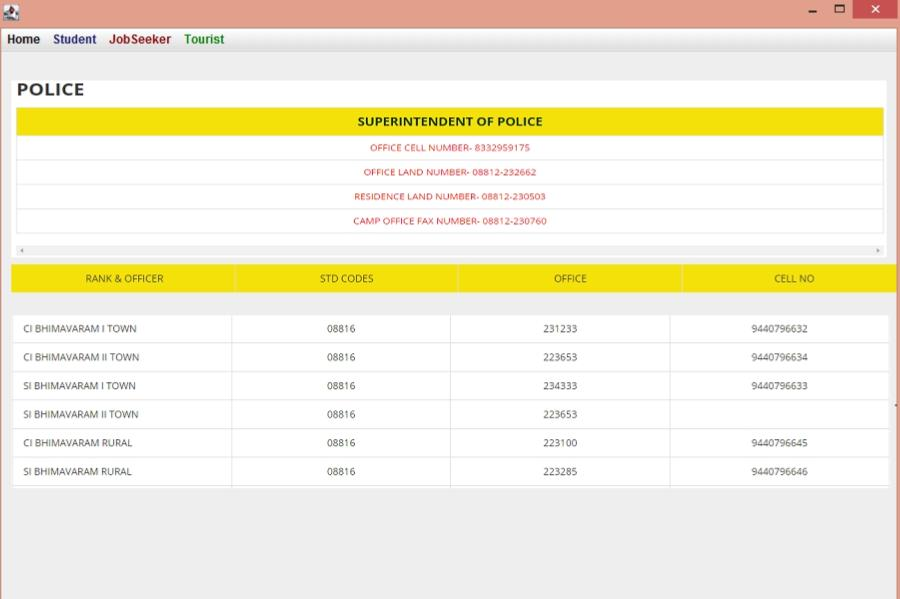 Home Student JobSeeker Tourist
POLICE
SUPERINTENDENT OF POLICE
OFFICE CELL NUMBER- 8332959175
OFFICE LAND NUMBER- 08812-232662
RESIDENCE LAND NUMBER- 08812-230503
CAMP OFFICE FAX NUMBER- 08812-230760
RANK & OFFICER STD CODES OFFICE CELL NO
CI BHIMAVARAM I TOWN 08816 231233 9440796632
CI BHIMAVARAM II TOWN 08816 223653 9440796634
SI BHIMAVARAM I TOWN 08816 234333 9440796633
SI BHIMAVARAM II TOWN 08816 223653
CI BHIMAVARAM RURAL 08816 223100 9440796645
SI BHIMAVARAM RURAL 08816 223285 9440796646